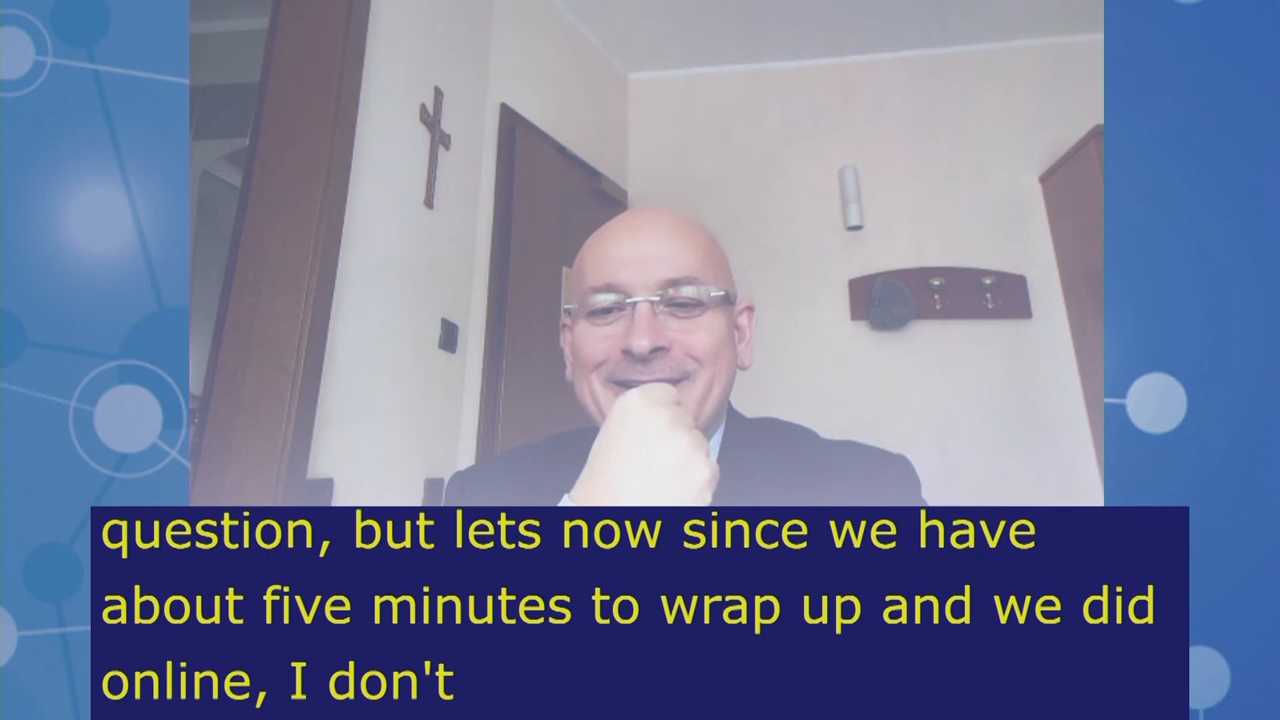 question, but lets now since we have
about five minutes to wrap up and we did
online, I don't